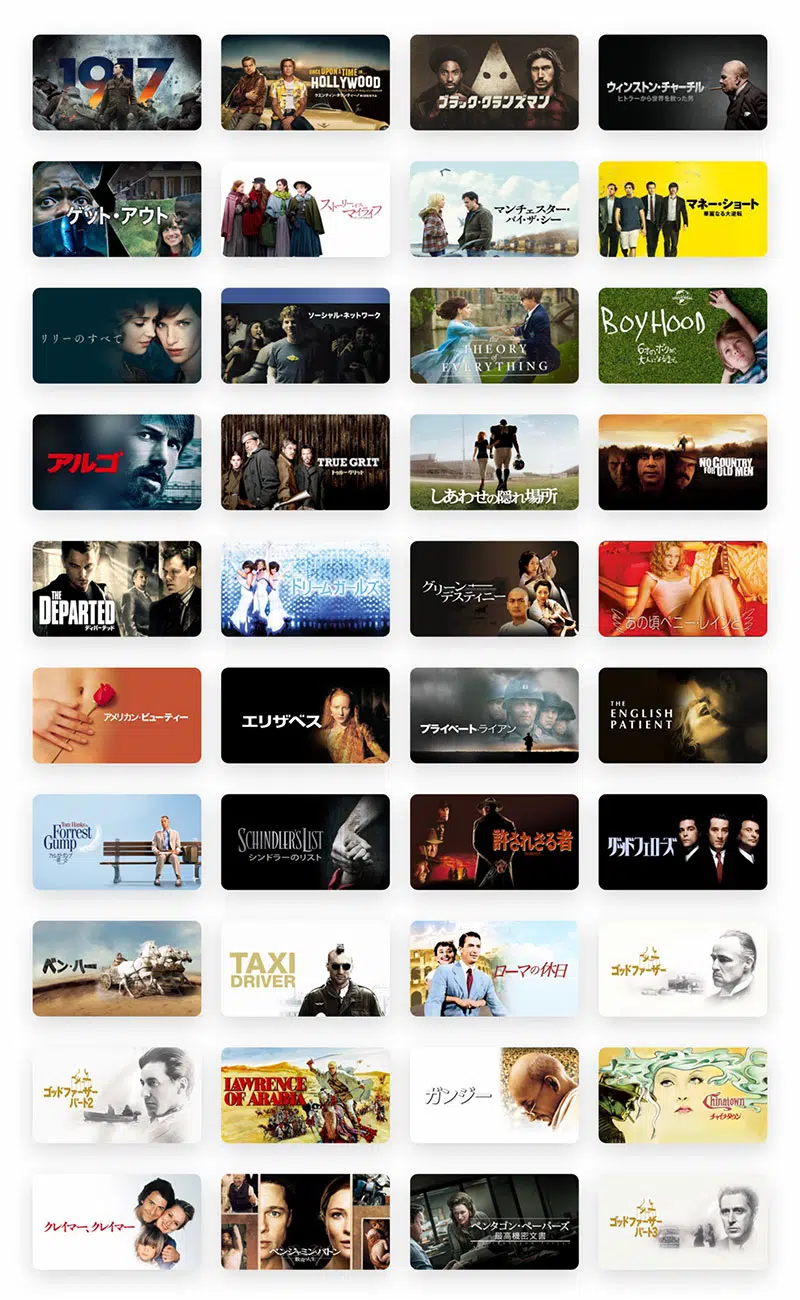 1917
ONCE UPON A TIME IN
HOLLYWOOD
クエンティン・タランティーノ
ブラック・クランズマン
ウィンストン・チャーチル
ヒトラーから世界を救った男
ゲット・アウト
ストーリー・オブ・
マイライフ
マンチェスター・
バイ・ザ・シー
マネー・ショート
華麗なる大逆転
リリーのすべて
ソーシャル・ネットワーク
the
THEORY
of
EVERYTHING
UNIVERSAL
BOYHOOD
6才のボクが、
大人になるまで。
アルゴ
TRUE GRIT
トゥルー・グリット
しあわせの隠れ場所
NO COUNTRY
FOR OLD MEN
THE
DEPARTED
ディパーテッド
ドリームガールズ
グリーン・
デスティニー
あの頃ペニー・レインと
アメリカン・ビューティー
エリザベス
プライベート・ライアン
THE
ENGLISH
PATIENT
Tom Hanks is
Forrest
Gump
フォレスト・ガンプ
一期一会
SCHINDLER'S LIST
シンドラーのリスト
許されざる者
グッドフェローズ
ベン・ハー
TAXI
DRIVER
ローマの休日
ゴッドファーザー
ゴッドファーザー
パート2
LAWRENCE
OF ARABIA
ガンジー
Chinatown
チャイナタウン
クレイマー、クレイマー
ベンジャミン・バトン
数奇な人生
ペンタゴン・ペーパーズ
最高機密文書
ゴッドファーザー
パート3